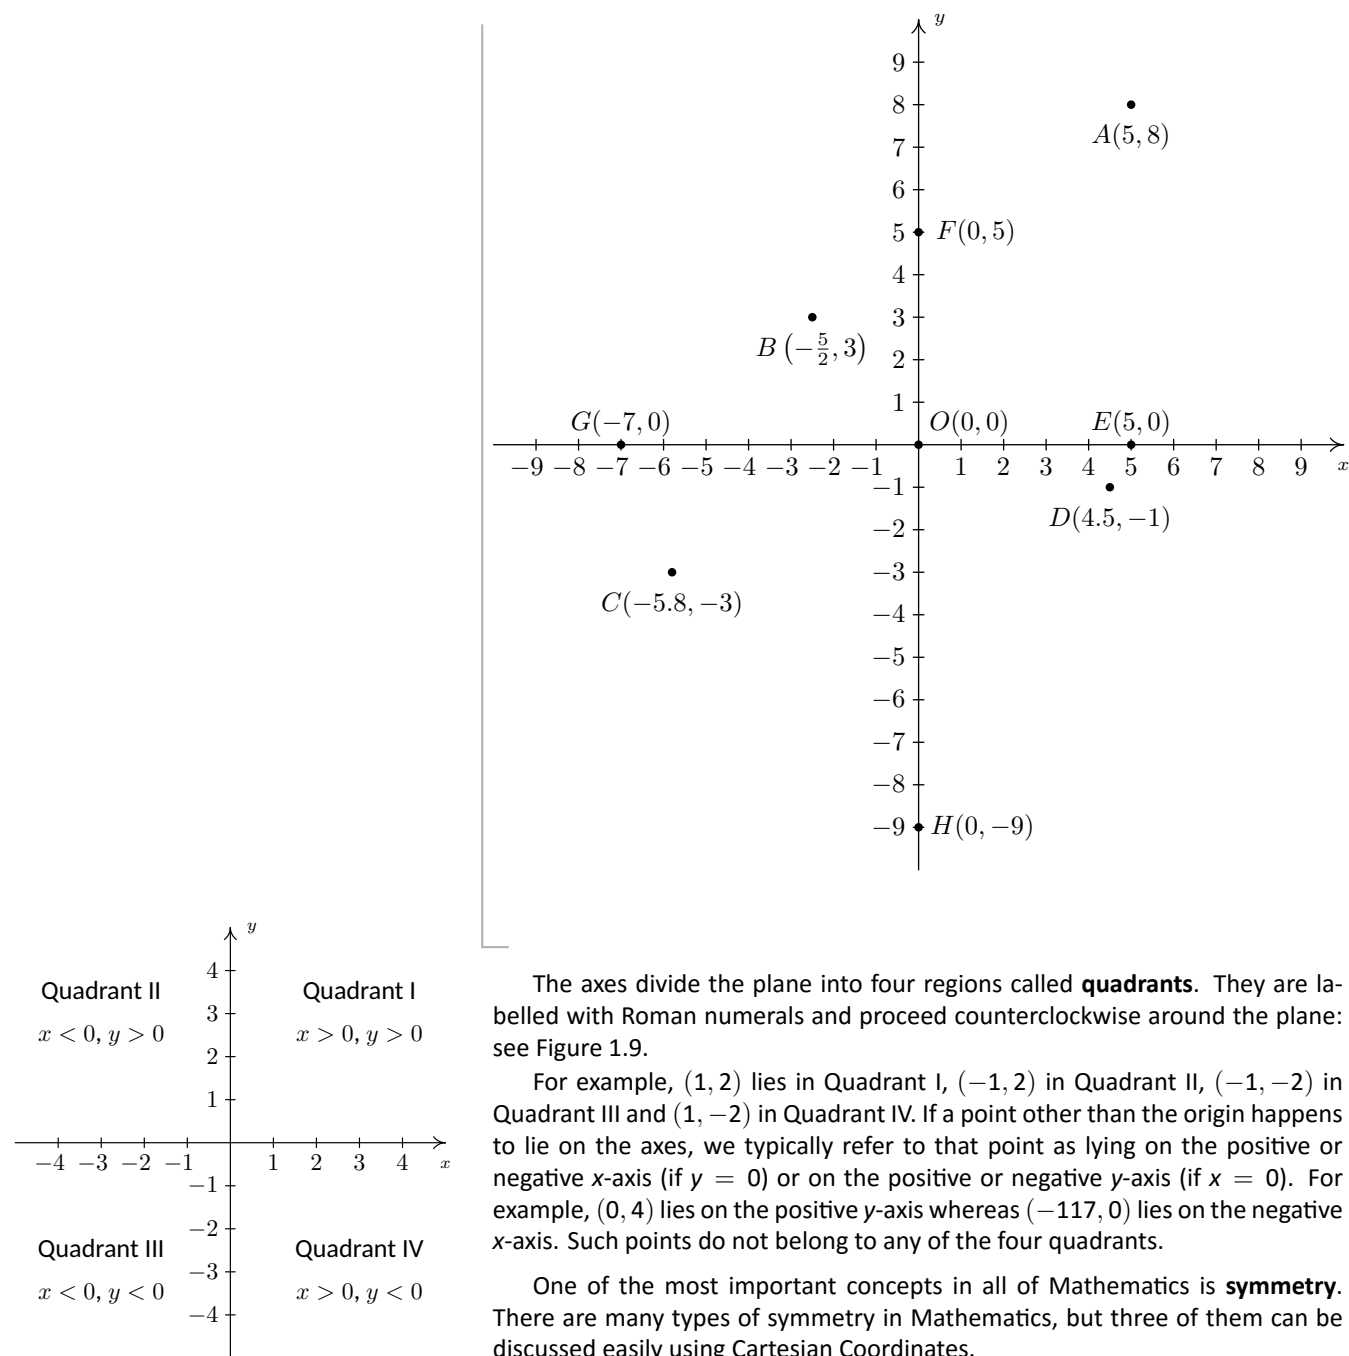 y
9
8
A(5, 8)
7
6
5 F(0, 5)
4
3
B (−5/2, 3)
2
1
G(−7, 0) O(0, 0) E(5, 0)
−9 −8 −7 −6 −5 −4 −3 −2 −1 1 2 3 4 5 6 7 8 9 x
−1
D(4.5, −1)
−2
−3
C(−5.8, −3)
−4
−5
−6
−7
−8
−9 H(0, −9)
y
4
Quadrant II Quadrant I
3
x < 0, y > 0 x > 0, y > 0
2
1
−4 −3 −2 −1 1 2 3 4 x
−1
−2
Quadrant III Quadrant IV
−3
x < 0, y < 0 x > 0, y < 0
−4
The axes divide the plane into four regions called quadrants. They are la-
belled with Roman numerals and proceed counterclockwise around the plane:
see Figure 1.9.
For example, (1, 2) lies in Quadrant I, (−1, 2) in Quadrant II, (−1, −2) in
Quadrant III and (1, −2) in Quadrant IV. If a point other than the origin happens
to lie on the axes, we typically refer to that point as lying on the positive or
negative x-axis (if y = 0) or on the positive or negative y-axis (if x = 0). For
example, (0, 4) lies on the positive y-axis whereas (−117, 0) lies on the negative
x-axis. Such points do not belong to any of the four quadrants.
One of the most important concepts in all of Mathematics is symmetry.
There are many types of symmetry in Mathematics, but three of them can be
discussed easily using Cartesian Coordinates.